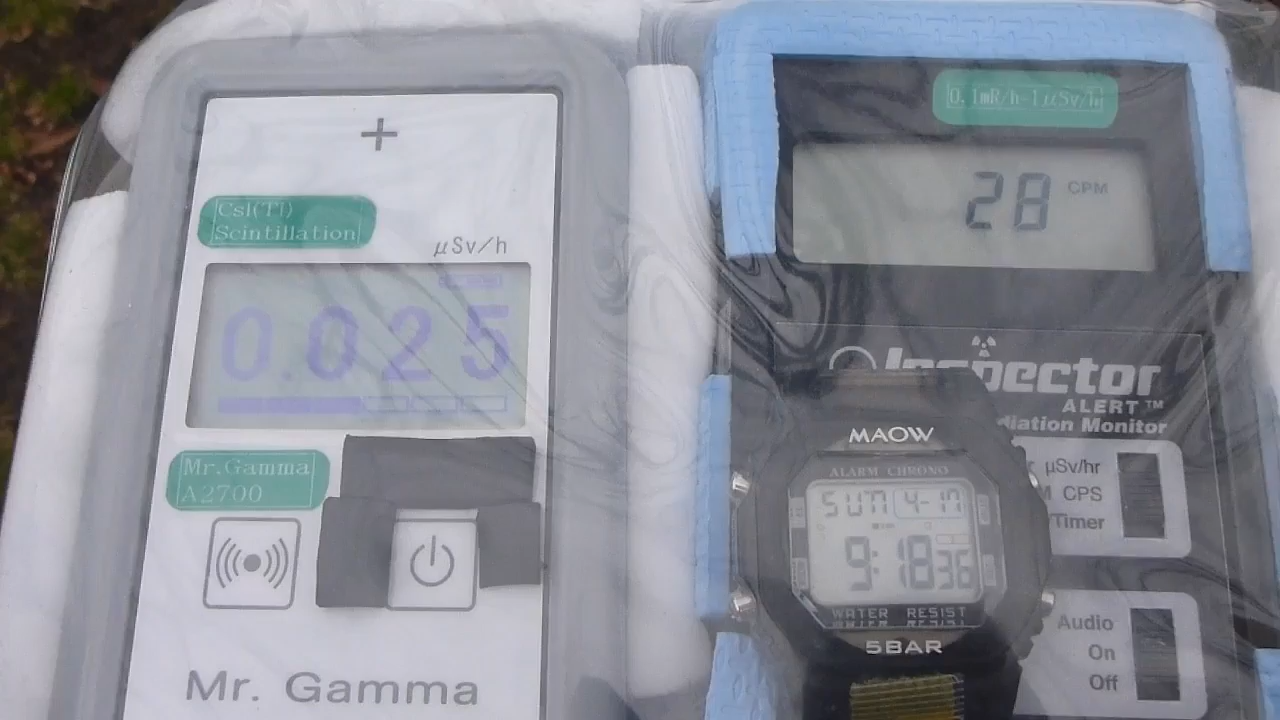 +
CsI(Tl)
Scintillation
μSv/h
0.025
Mr.Gamma
A2700
Mr. Gamma
0.1mR/h-1μSv/h
28 CPM
Inspector
ALERT™
diation Monitor
μSv/hr
CPS
Timer
Audio
On
Off
MAOW
ALARM CHRONO
SUN 4-17
9:18 36
WATER RESIST
5BAR